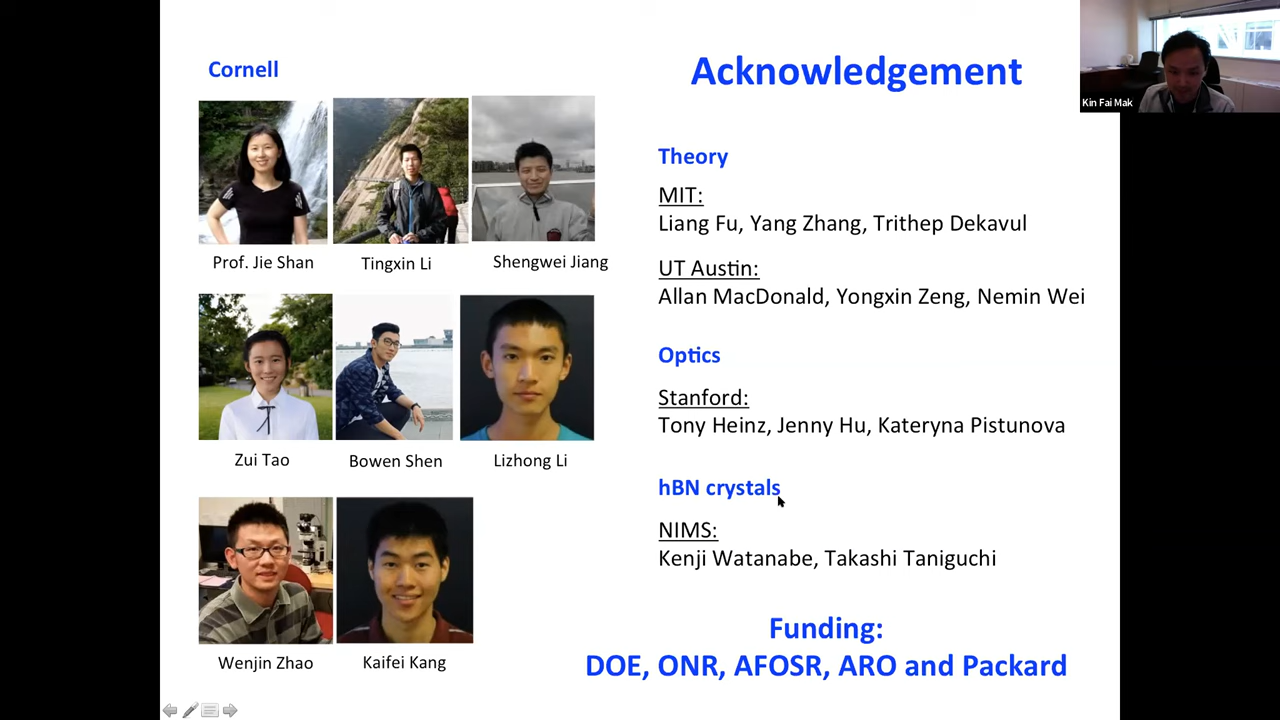 Cornell
Acknowledgement
Kin Fai Mak
Prof. Jie Shan
Tingxin Li
Shengwei Jiang
Zui Tao
Bowen Shen
Lizhong Li
Wenjin Zhao
Kaifei Kang
Theory
MIT:
Liang Fu, Yang Zhang, Trithep Dekavul
UT Austin:
Allan MacDonald, Yongxin Zeng, Nemin Wei
Optics
Stanford:
Tony Heinz, Jenny Hu, Kateryna Pistunova
hBN crystals
NIMS:
Kenji Watanabe, Takashi Taniguchi
Funding:
DOE, ONR, AFOSR, ARO and Packard